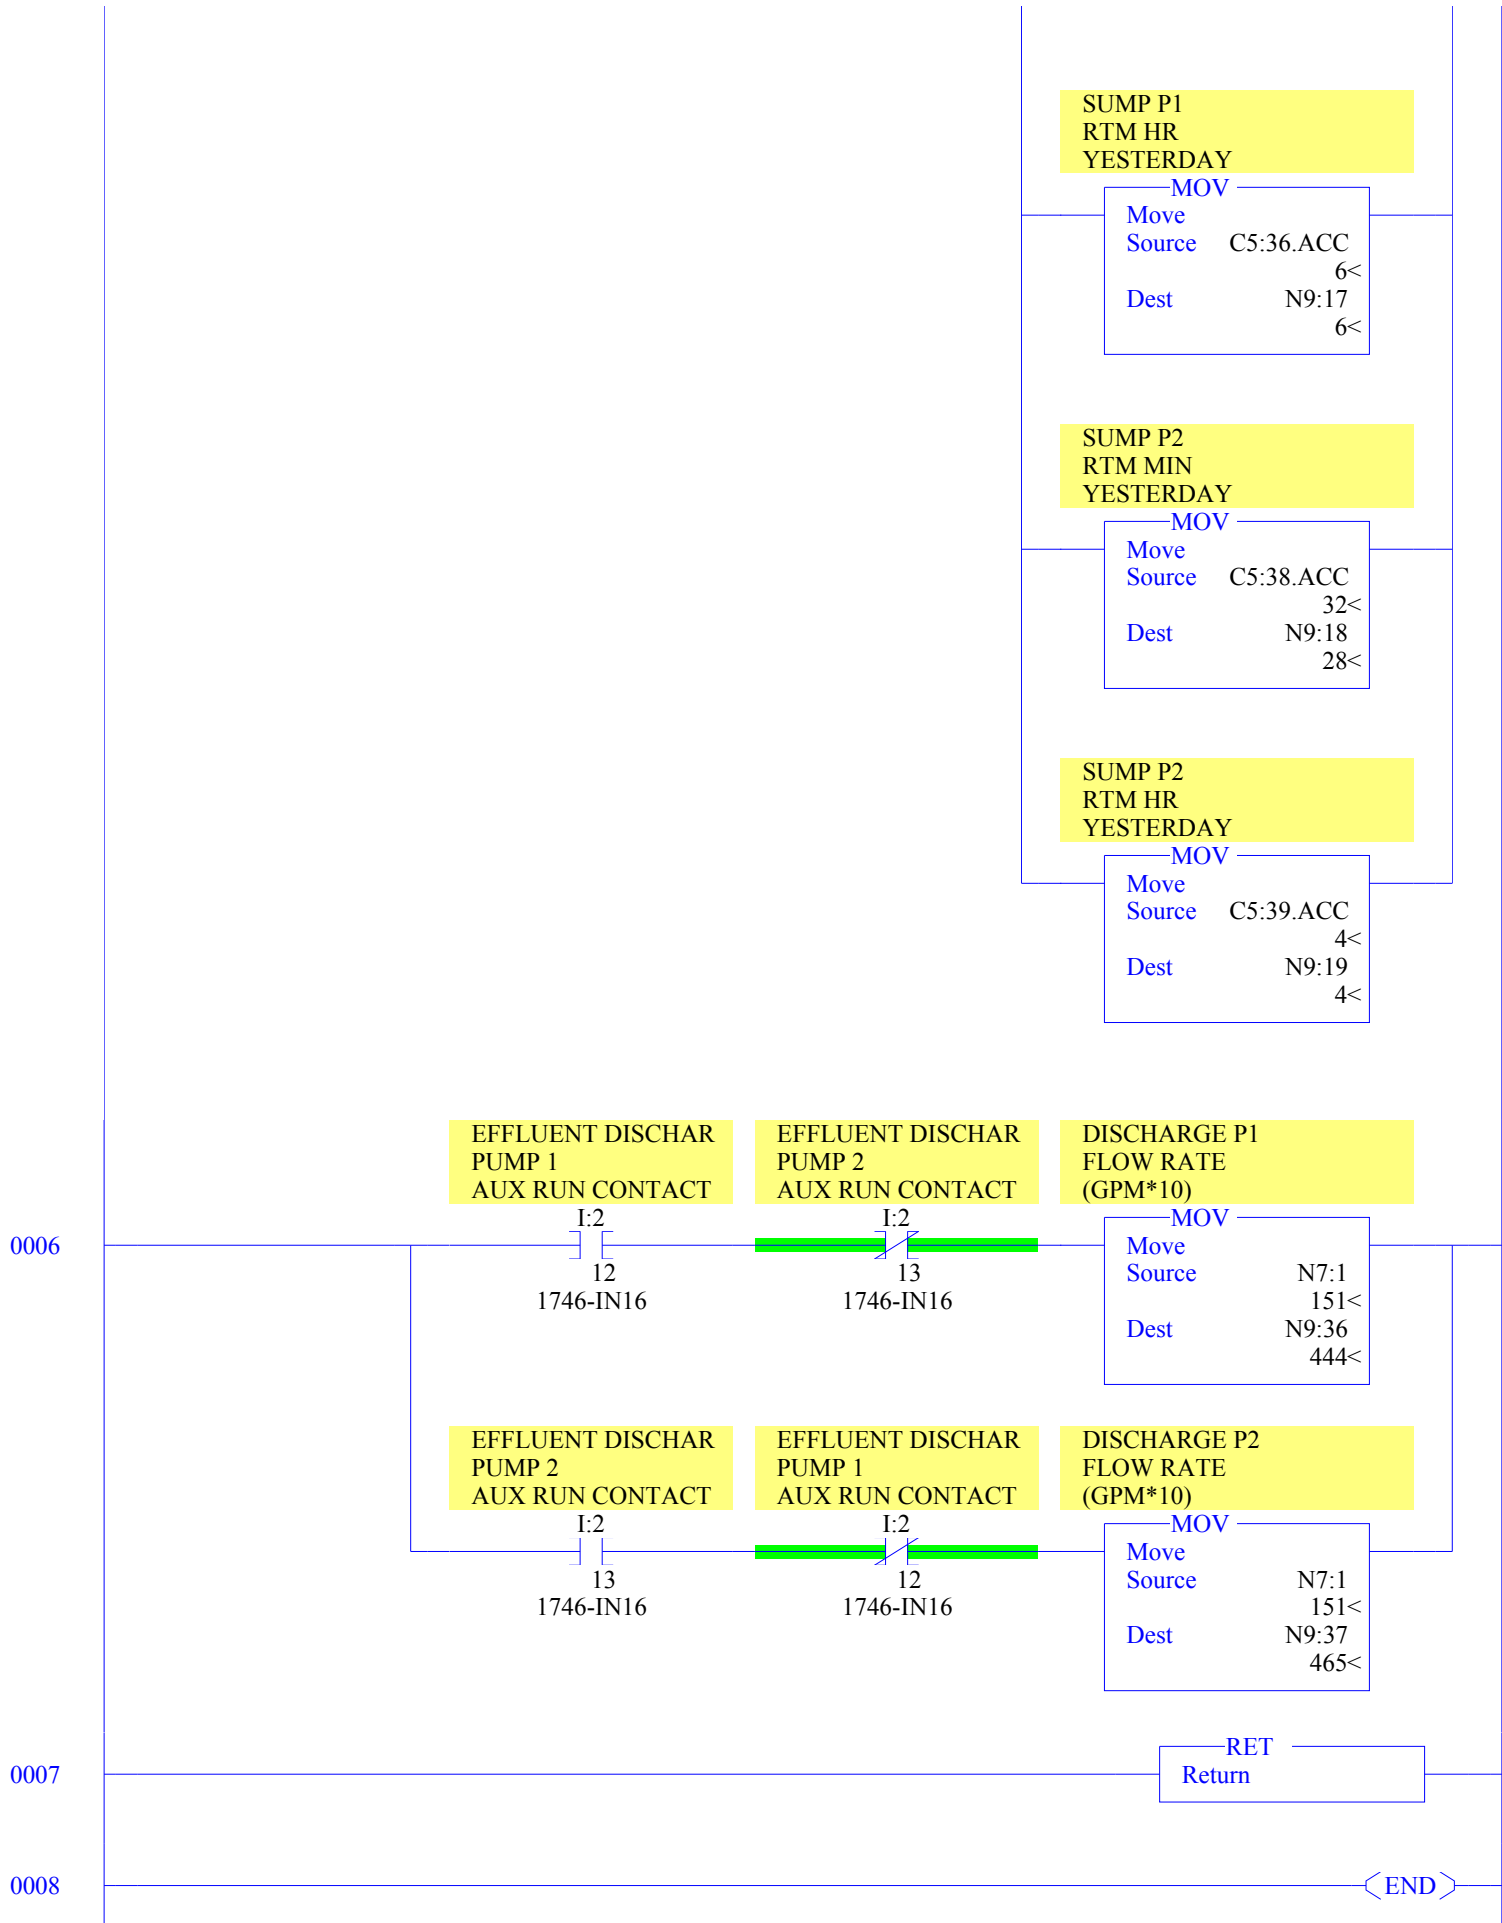 SUMP P1
RTM HR
YESTERDAY
MOV
Move
Source C5:36.ACC
6<
Dest N9:17
6<
SUMP P2
RTM MIN
YESTERDAY
MOV
Move
Source C5:38.ACC
32<
Dest N9:18
28<
SUMP P2
RTM HR
YESTERDAY
MOV
Move
Source C5:39.ACC
4<
Dest N9:19
4<
0006
EFFLUENT DISCHAR
PUMP 1
AUX RUN CONTACT
I:2
12
1746-IN16
EFFLUENT DISCHAR
PUMP 2
AUX RUN CONTACT
I:2
13
1746-IN16
DISCHARGE P1
FLOW RATE
(GPM*10)
MOV
Move
Source N7:1
151<
Dest N9:36
444<
EFFLUENT DISCHAR
PUMP 2
AUX RUN CONTACT
I:2
13
1746-IN16
EFFLUENT DISCHAR
PUMP 1
AUX RUN CONTACT
I:2
12
1746-IN16
DISCHARGE P2
FLOW RATE
(GPM*10)
MOV
Move
Source N7:1
151<
Dest N9:37
465<
0007
RET
Return
0008
END